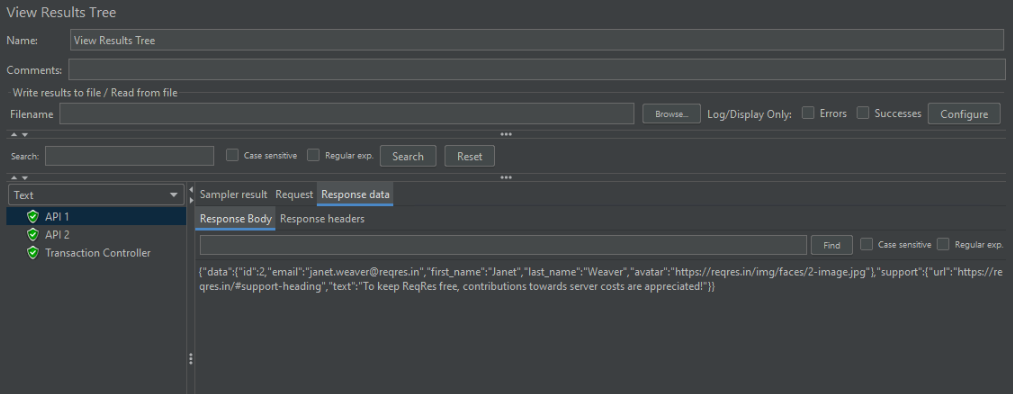 View Results Tree
Name: View Results Tree
Comments:
Write results to file / Read from file
Filename Browse... Log/Display Only: Errors Successes Configure
Search: Case sensitive Regular exp. Search Reset
Text
Sampler result Request Response data
API 1
Response Body Response headers
API 2
Transaction Controller
Find Case sensitive Regular exp.
{"data":{"id":2,"email":"janet.weaver@reqres.in","first_name":"Janet","last_name":"Weaver","avatar":"https://reqres.in/img/faces/2-image.jpg"},"support":{"url":"https://re
qres.in/#support-heading","text":"To keep ReqRes free, contributions towards server costs are appreciated!"}}